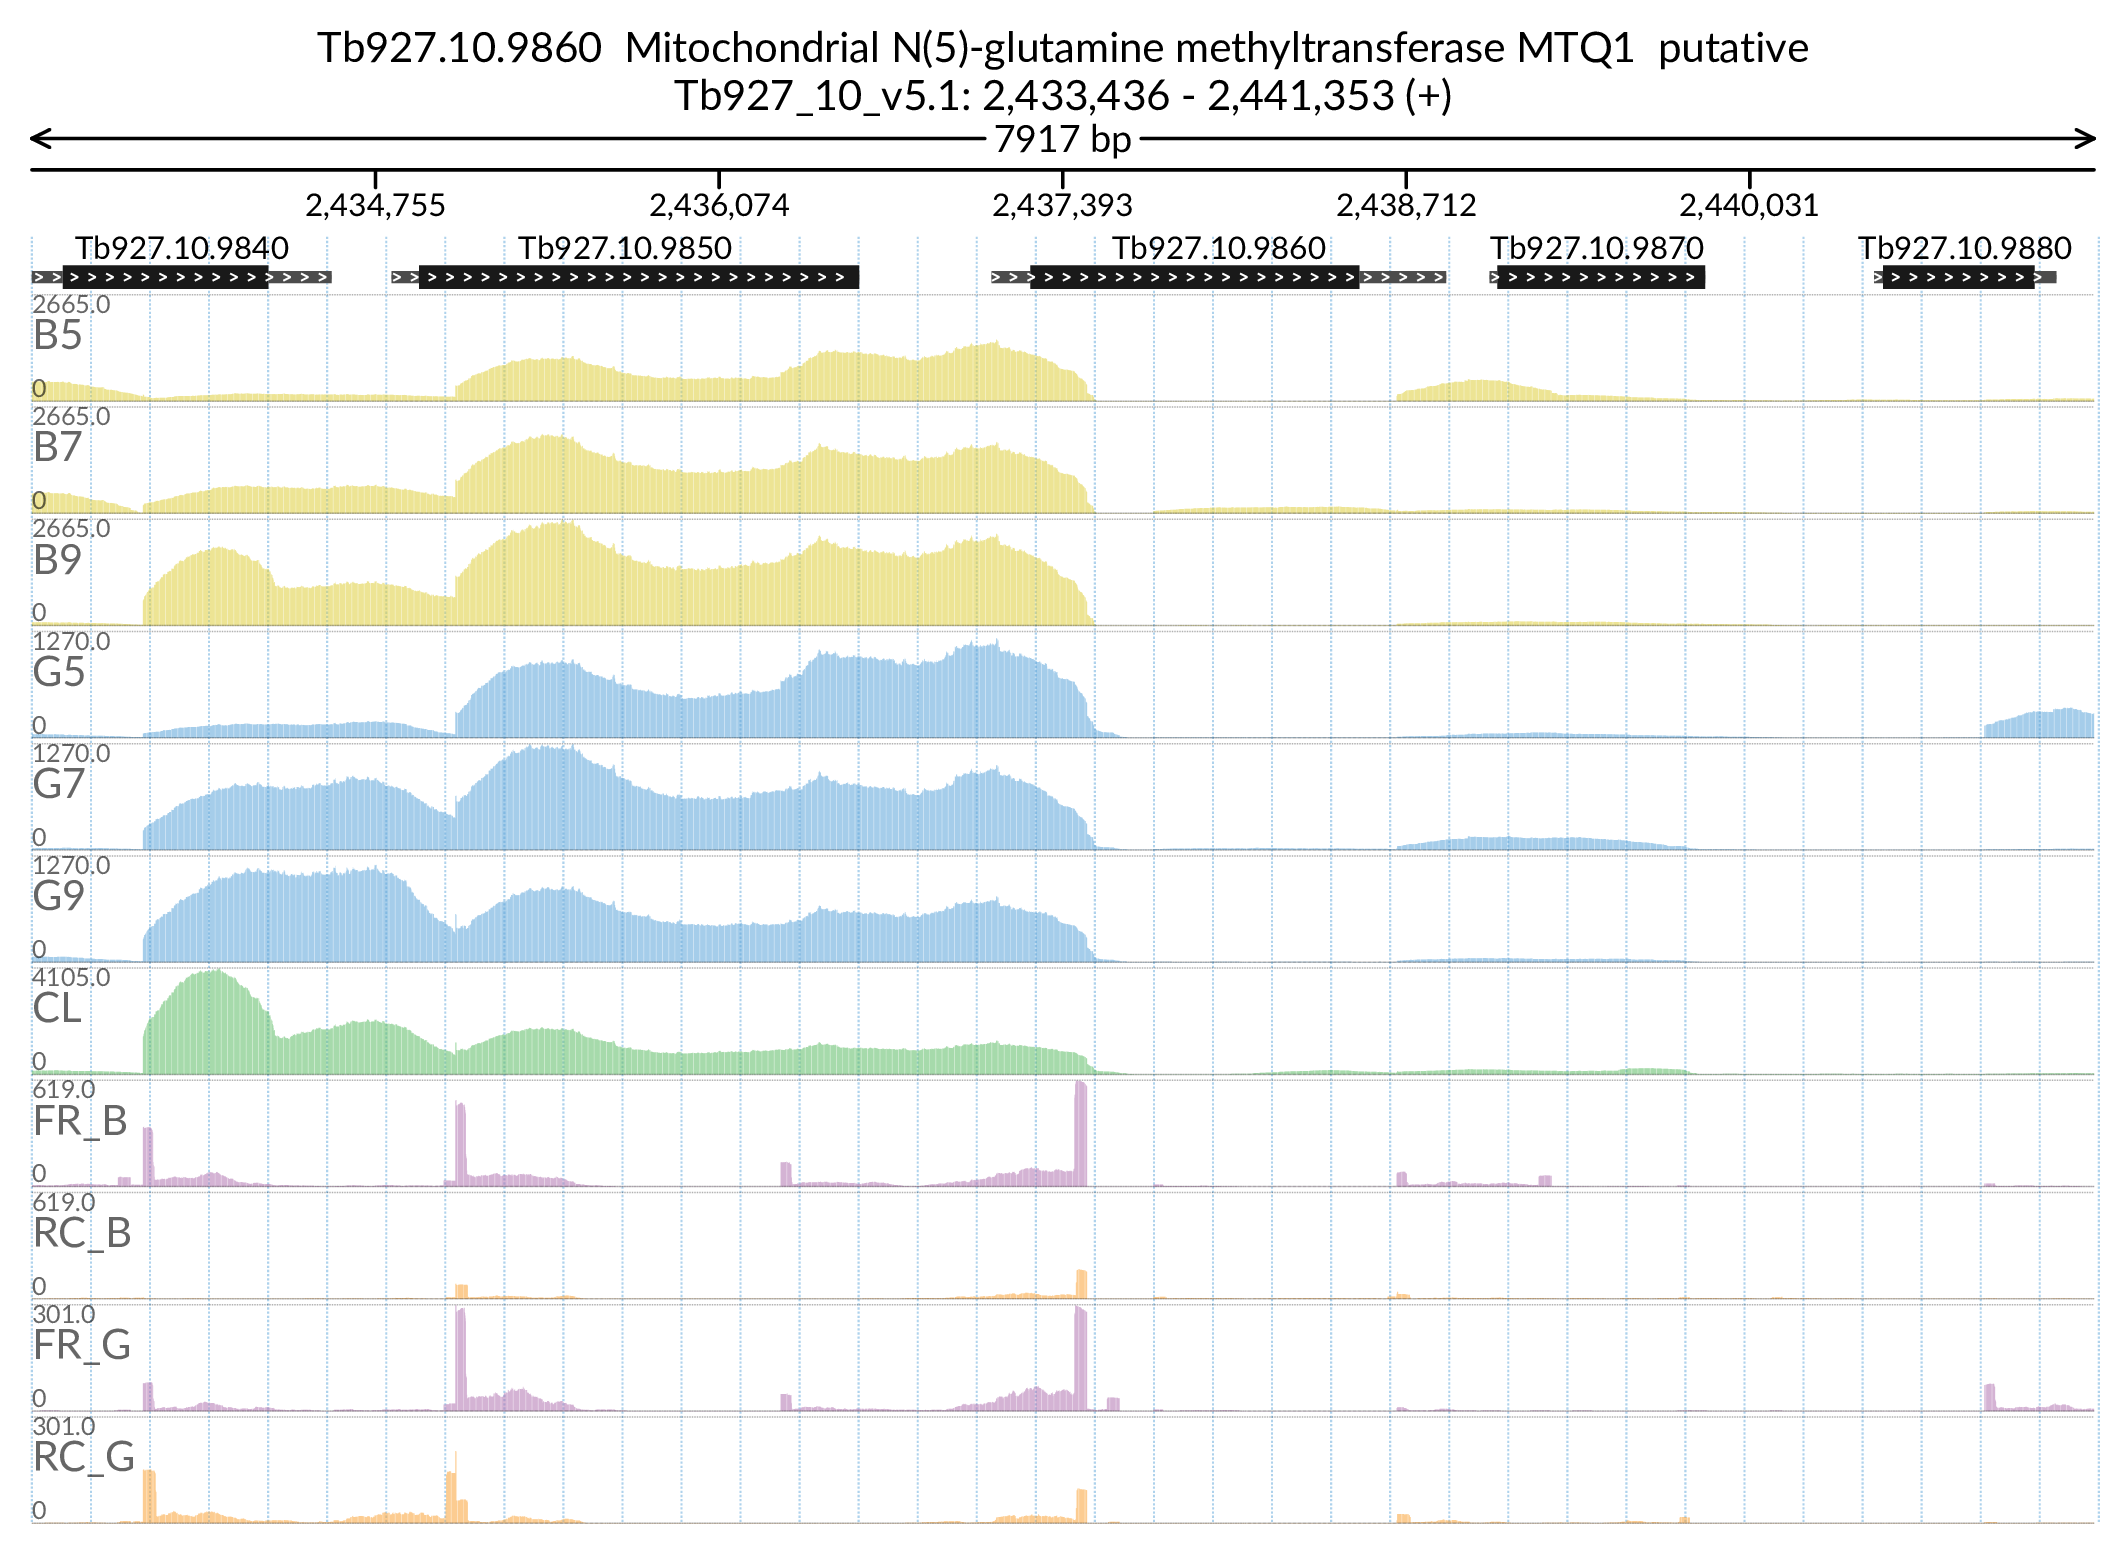 Tb927.10.9860  Mitochondrial N(5)-glutamine methyltransferase MTQ1  putative
Tb927_10_v5.1: 2,433,436 - 2,441,353 (+)
7917 bp
2,434,755 2,436,074 2,437,393 2,438,712 2,440,031
Tb927.10.9840 Tb927.10.9850 Tb927.10.9860 Tb927.10.9870 Tb927.10.9880
2665.0
B5
0
2665.0
B7
0
2665.0
B9
0
1270.0
G5
0
1270.0
G7
0
1270.0
G9
0
4105.0
CL
0
619.0
FR_B
0
619.0
RC_B
0
301.0
FR_G
0
301.0
RC_G
0